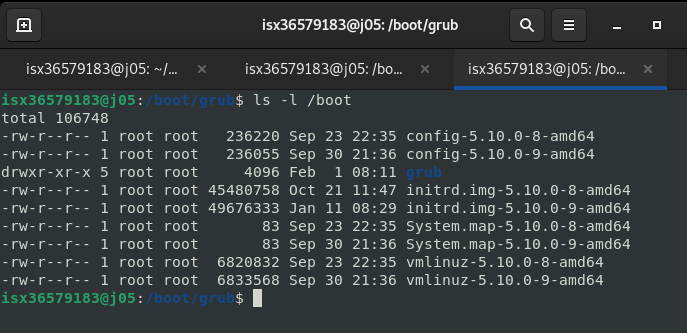 isx36579183@j05: /boot/grub
isx36579183@j05: ~/... × isx36579183@j05: /bo... × isx36579183@j05: /bo... ×
isx36579183@j05:/boot/grub$ ls -l /boot
total 106748
-rw-r--r-- 1 root root   236220 Sep 23 22:35 config-5.10.0-8-amd64
-rw-r--r-- 1 root root   236055 Sep 30 21:36 config-5.10.0-9-amd64
drwxr-xr-x 5 root root     4096 Feb  1 08:11 grub
-rw-r--r-- 1 root root 45480758 Oct 21 11:47 initrd.img-5.10.0-8-amd64
-rw-r--r-- 1 root root 49676333 Jan 11 08:29 initrd.img-5.10.0-9-amd64
-rw-r--r-- 1 root root       83 Sep 23 22:35 System.map-5.10.0-8-amd64
-rw-r--r-- 1 root root       83 Sep 30 21:36 System.map-5.10.0-9-amd64
-rw-r--r-- 1 root root  6820832 Sep 23 22:35 vmlinuz-5.10.0-8-amd64
-rw-r--r-- 1 root root  6833568 Sep 30 21:36 vmlinuz-5.10.0-9-amd64
isx36579183@j05:/boot/grub$